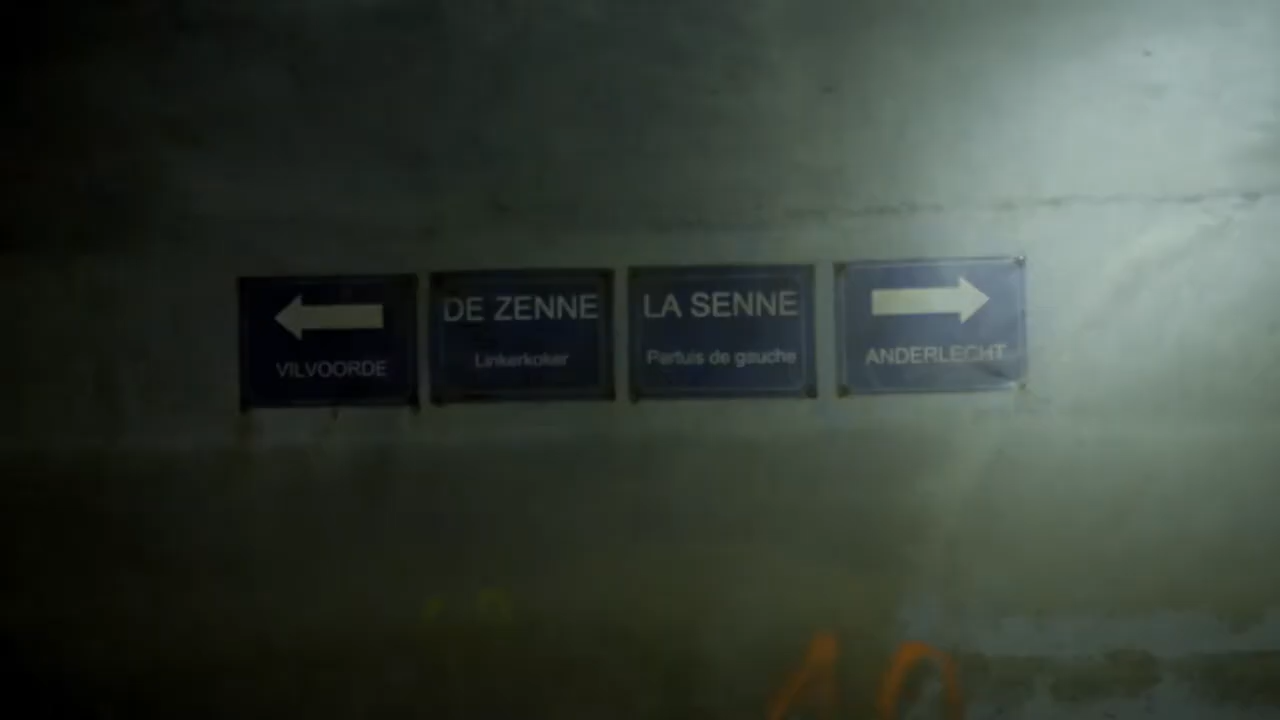 VILVOORDE
DE ZENNE
Linkerkoker
LA SENNE
Pertuis de gauche
ANDERLECHT